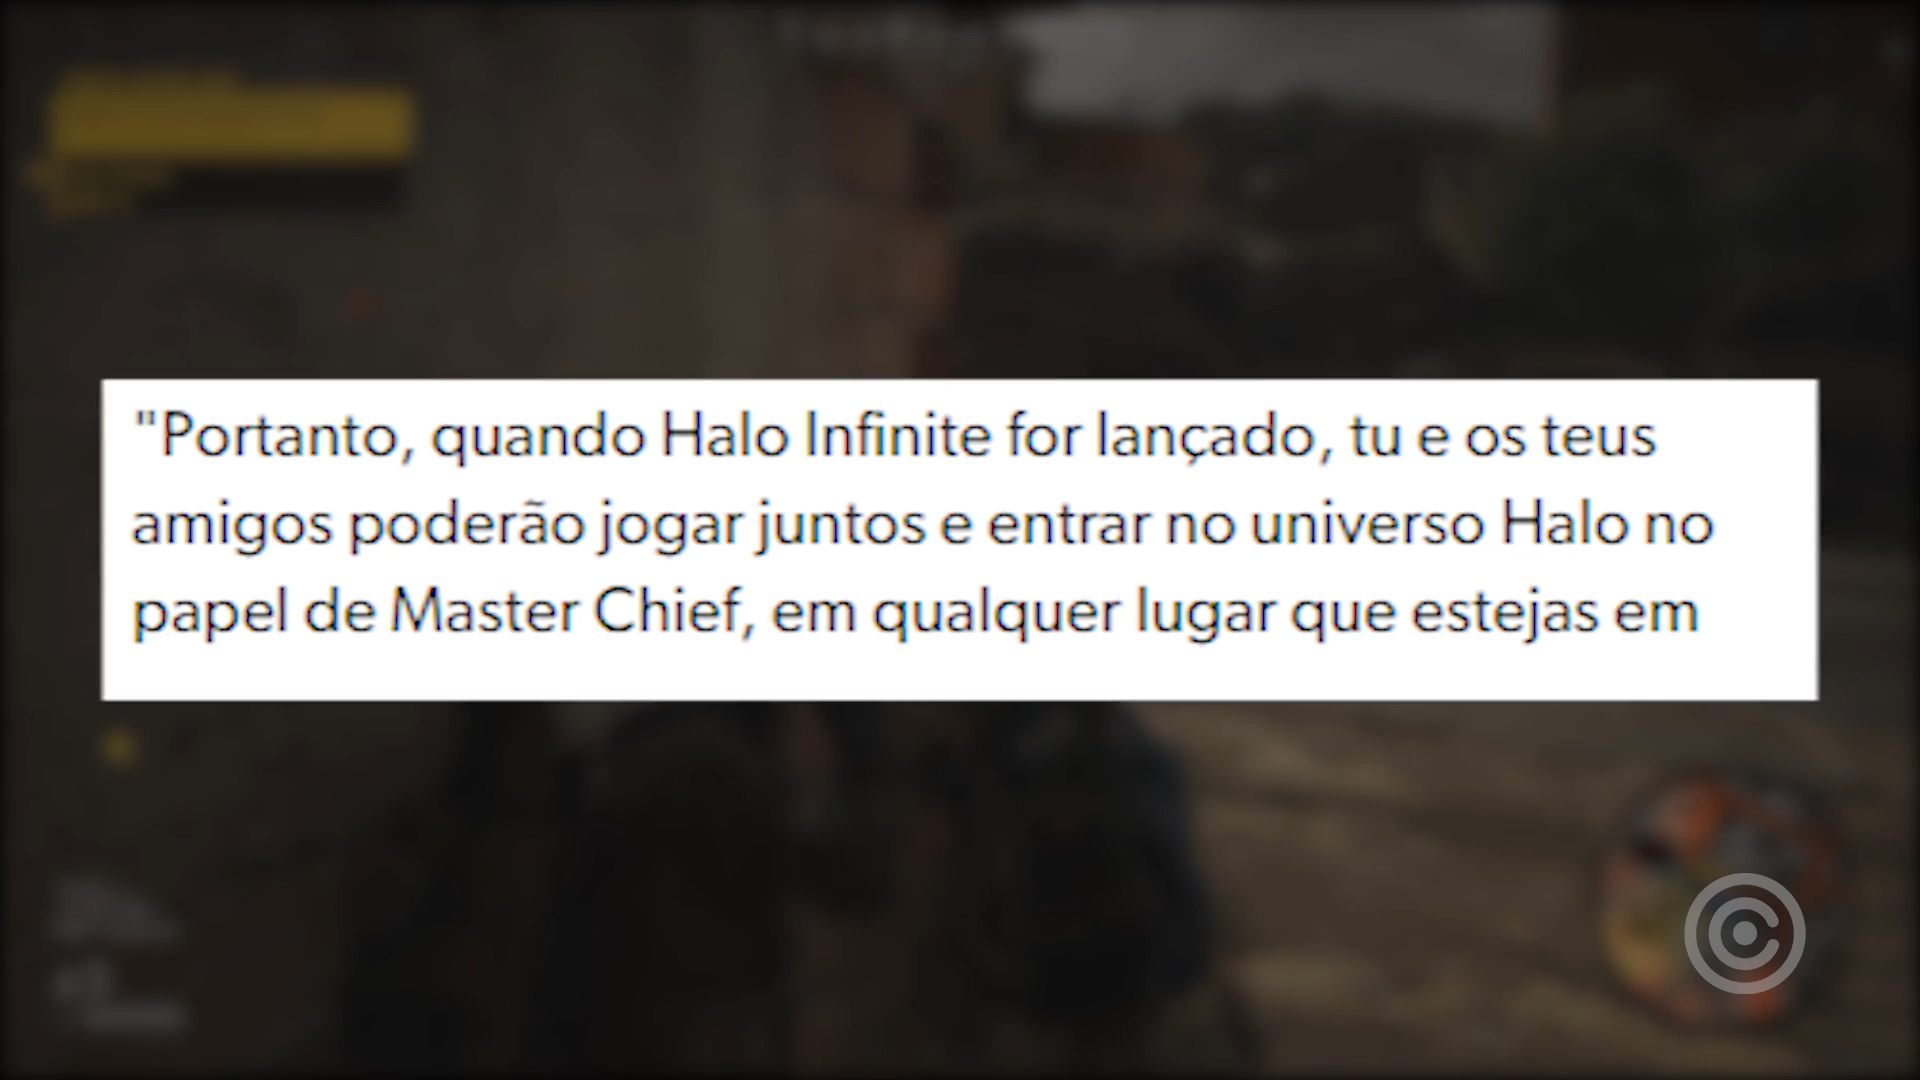 "Portanto, quando Halo Infinite for lançado, tu e os teus
amigos poderão jogar juntos e entrar no universo Halo no
papel de Master Chief, em qualquer lugar que estejas em